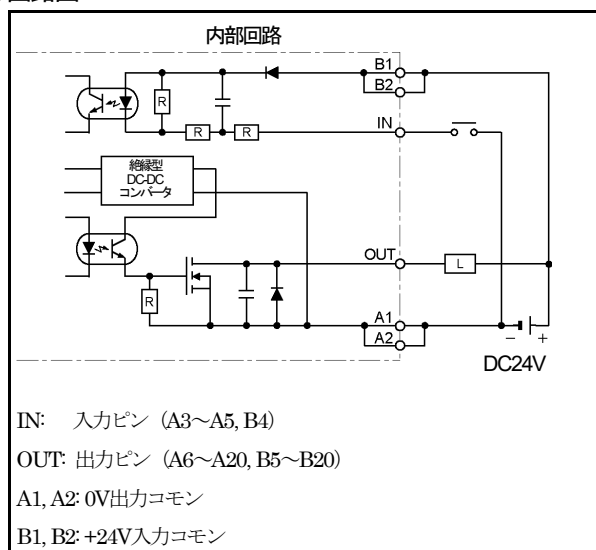 内部回路
B1
B2
R
IN
R
R
絶縁型
DC-DC
コンバータ
OUT
L
R
A1
A2
− +
DC24V
IN: 入力ピン (A3～A5, B4)
OUT: 出力ピン (A6～A20, B5～B20)
A1, A2: 0V出力コモン
B1, B2: +24V入力コモン